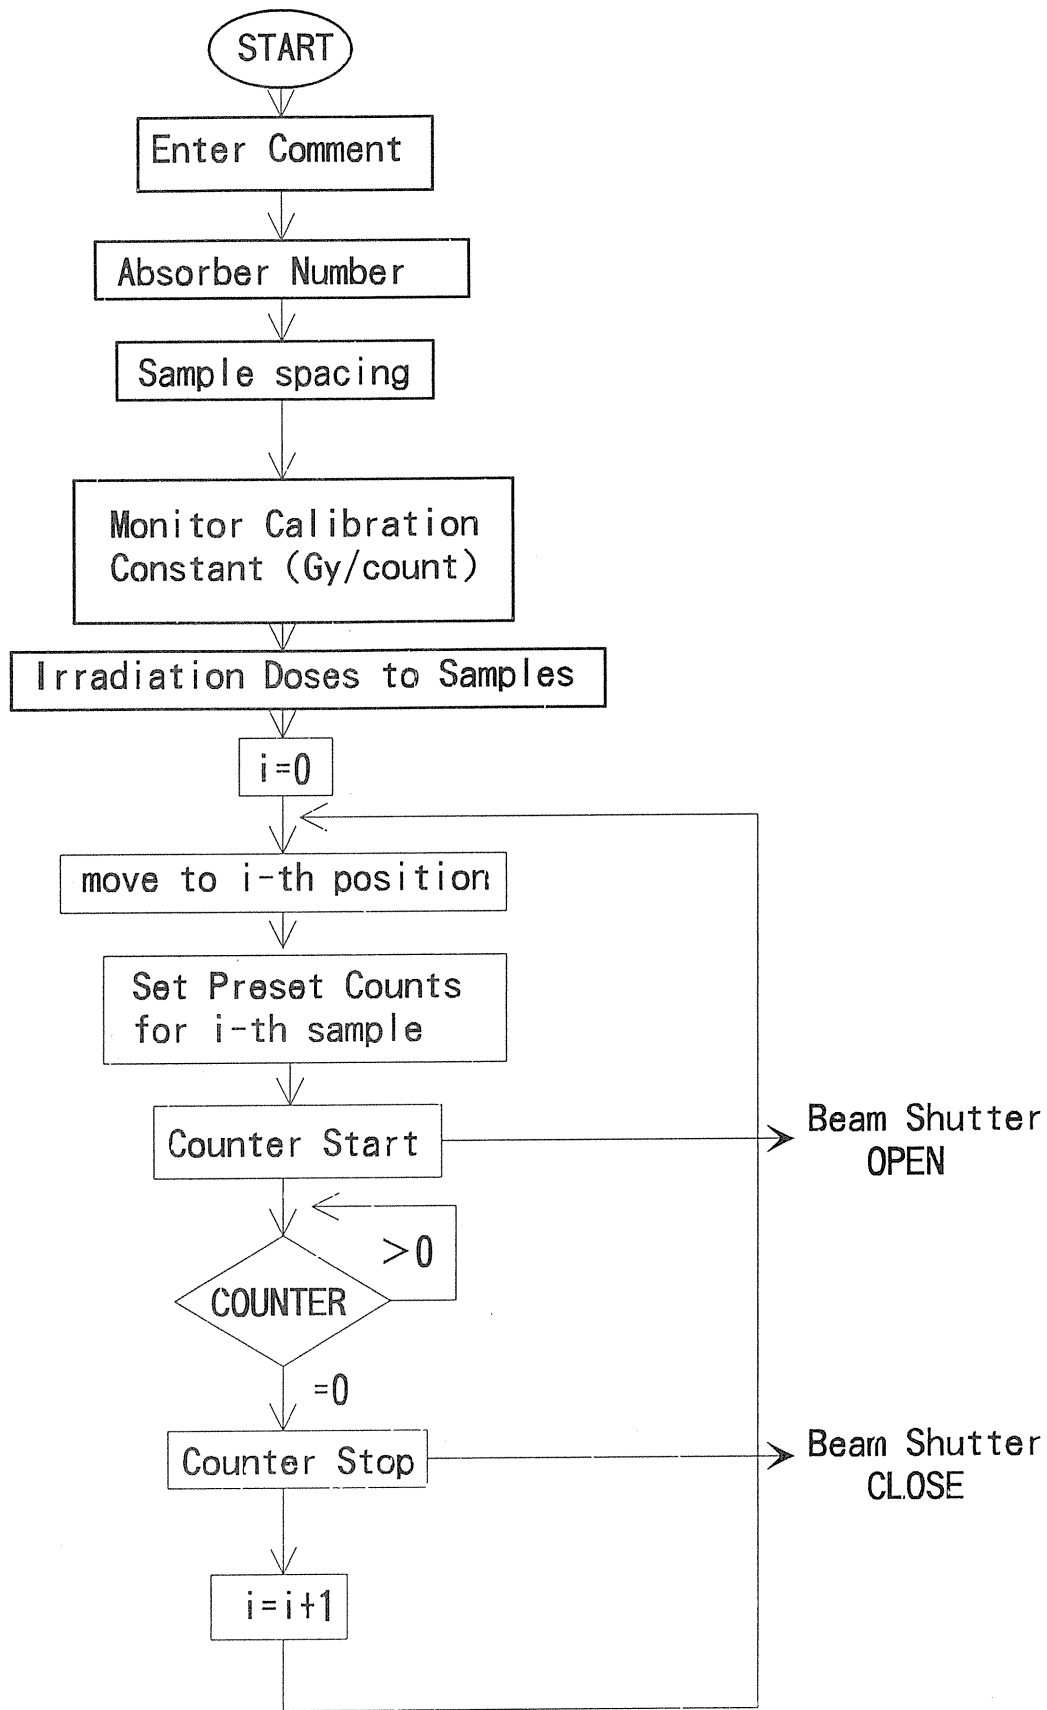 START
Enter Comment
Absorber Number
Sample spacing
Monitor Calibration
Constant (Gy/count)
Irradiation Doses to Samples
i=0
move to i-th position
Set Preset Counts
for i-th sample
Counter Start
Beam Shutter
OPEN
>0
COUNTER
=0
Counter Stop
Beam Shutter
CLOSE
i=i+1